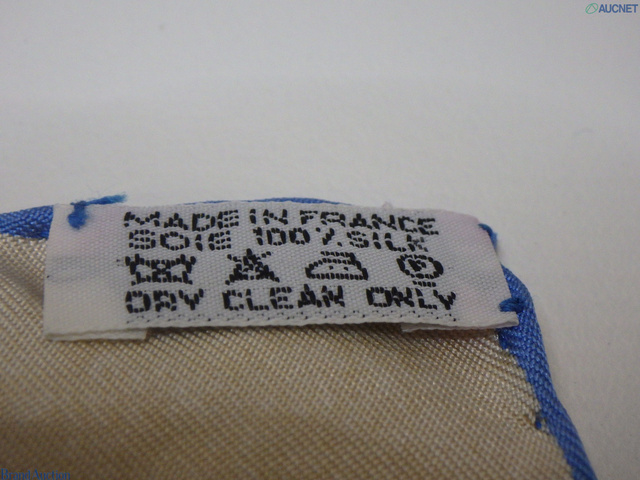 AUCNET
MADE IN FRANCE
SOIE 100% SILK
DRY CLEAN ONLY